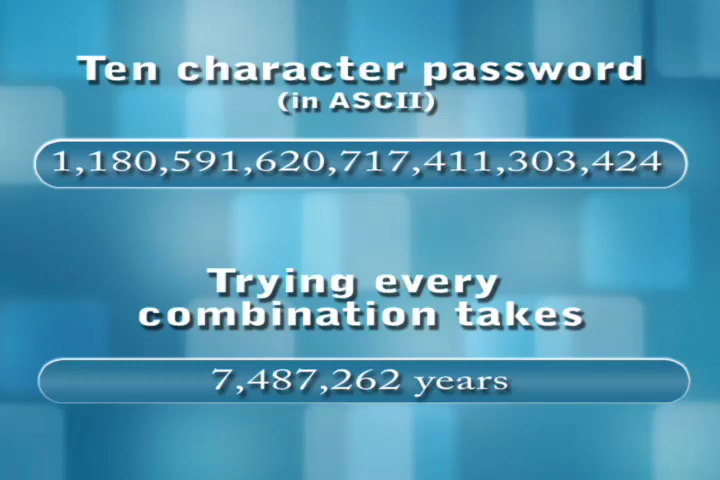 Ten character password
(in ASCII)
1,180,591,620,717,411,303,424
Trying every
combination takes
7,487,262 years